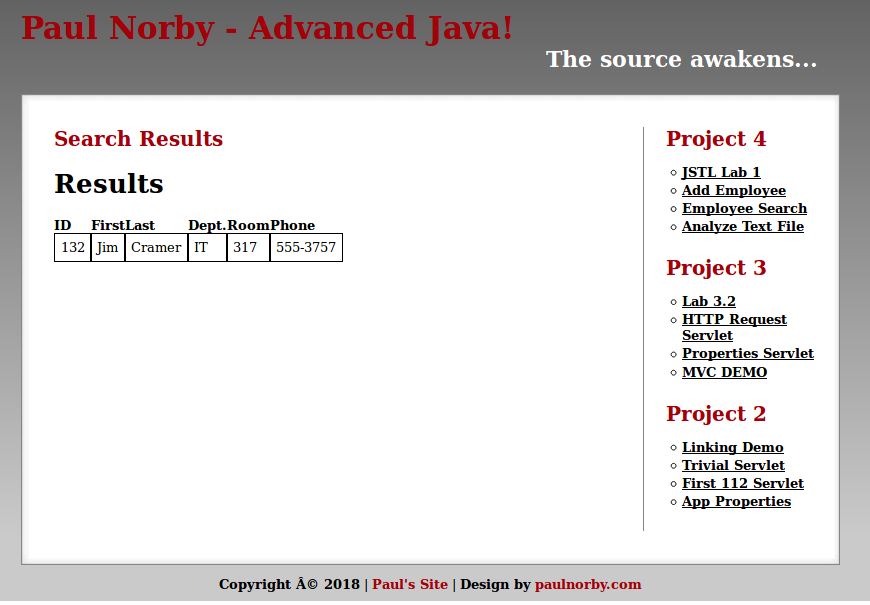 Paul Norby - Advanced Java!
The source awakens...
Search Results
Results
ID First Last Dept. Room Phone
132 Jim Cramer IT 317 555-3757
Project 4
JSTL Lab 1
Add Employee
Employee Search
Analyze Text File
Project 3
Lab 3.2
HTTP Request
Servlet
Properties Servlet
MVC DEMO
Project 2
Linking Demo
Trivial Servlet
First 112 Servlet
App Properties
Copyright Â© 2018 | Paul's Site | Design by paulnorby.com